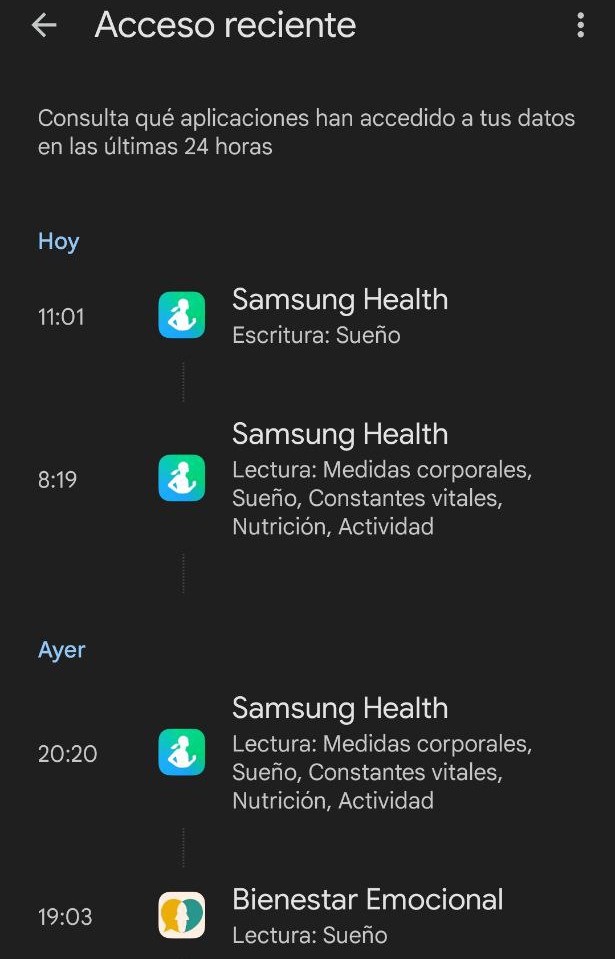 Acceso reciente
Consulta qué aplicaciones han accedido a tus datos
en las últimas 24 horas
Hoy
11:01
Samsung Health
Escritura: Sueño
8:19
Samsung Health
Lectura: Medidas corporales,
Sueño, Constantes vitales,
Nutrición, Actividad
Ayer
20:20
Samsung Health
Lectura: Medidas corporales,
Sueño, Constantes vitales,
Nutrición, Actividad
19:03
Bienestar Emocional
Lectura: Sueño